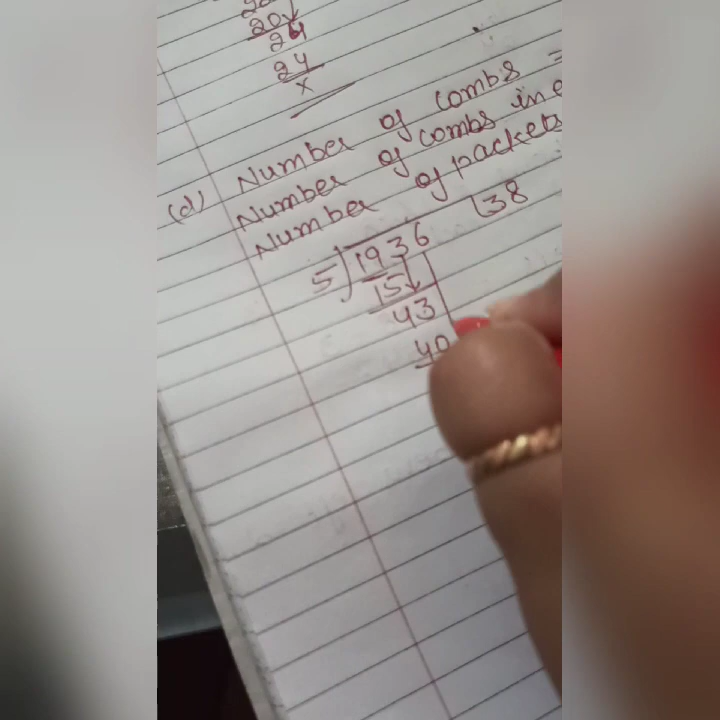 20↓
24
24
x
(d) Number of combs =
Number of combs in e
Number of packets
5)1936(38
15↓
43
40